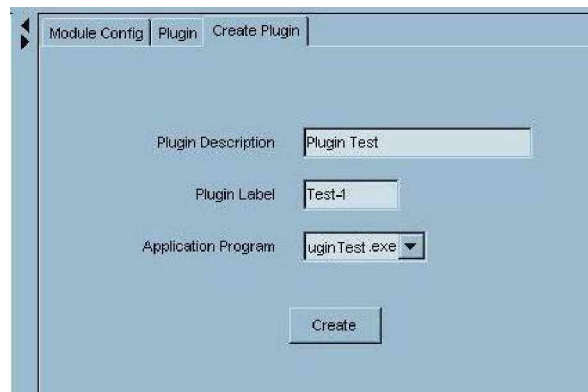 Module Config Plugin Create Plugin
Plugin Description Plugin Test
Plugin Label Test-1
Application Program uginTest.exe
Create